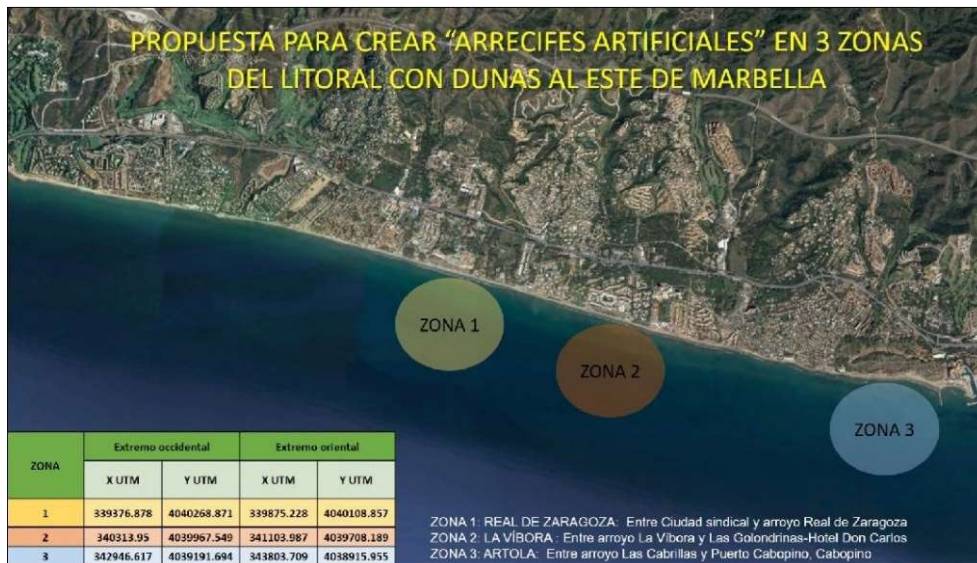 PROPUESTA PARA CREAR “ARRECIFES ARTIFICIALES” EN 3 ZONAS
DEL LITORAL CON DUNAS AL ESTE DE MARBELLA
ZONA 1
ZONA 2
ZONA 3
ZONA Extremo occidental Extremo oriental
X UTM Y UTM X UTM Y UTM
1 339376.878 4040268.871 339875.228 4040108.857
2 340313.95 4039967.549 341103.987 4039708.189
3 342946.617 4039191.694 343803.709 4038915.955
ZONA 1: REAL DE ZARAGOZA: Entre Ciudad sindical y arroyo Real de Zaragoza
ZONA 2: LA VÍBORA : Entre arroyo La Víbora y Las Golondrinas-Hotel Don Carlos
ZONA 3: ARTOLA: Entre arroyo Las Cabrillas y Puerto Cabopino, Cabopino